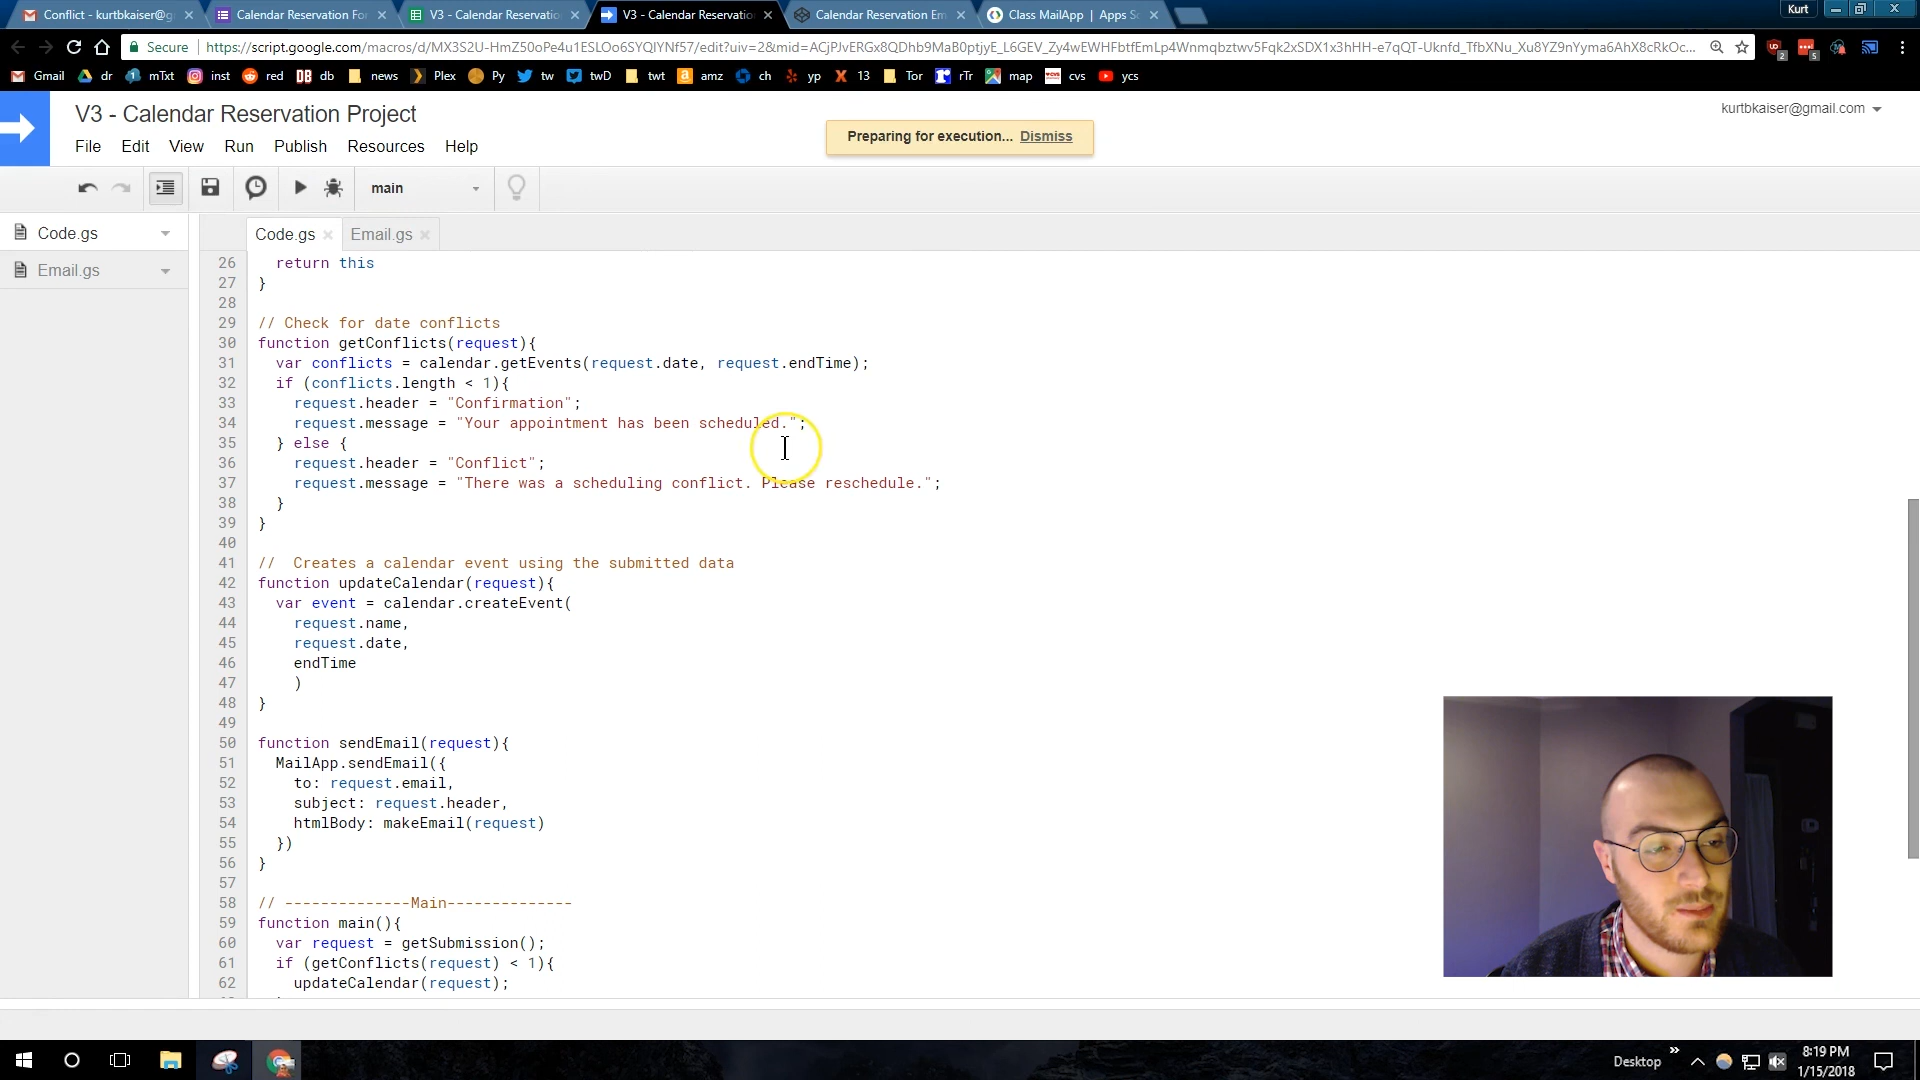 Conflict - kurtbkaiser@g
Calendar Reservation For
V3 - Calendar Reservatio
V3 - Calendar Reservatio
Calendar Reservation Em
Class MailApp | Apps Sc
Kurt
Secure
https://script.google.com/macros/d/MX3S2U-HmZ50oPe4u1ESLOo6SYQIYNf57/edit?uiv=2&mid=ACjPJvERGx8QDhb9MaB0ptjyE_L6GEV_Zy4wEWHFbtfEmLp4Wnmqbztwv5Fqk2xSDX1x3hHH-e7qQT-Uknfd_TfbXNu_Xu8YZ9nYyma6AhX8cRkOc...
2
5
Gmail dr mTxt inst red db news Plex Py tw twD twt amz ch yp 13 Tor rTr map cvs ycs
V3 - Calendar Reservation Project
kurtbkaiser@gmail.com
Preparing for execution... Dismiss
File Edit View Run Publish Resources Help
main
Code.gs
Email.gs
Code.gs
Email.gs
26 return this
27 }
28
29 // Check for date conflicts
30 function getConflicts(request){
31 var conflicts = calendar.getEvents(request.date, request.endTime);
32 if (conflicts.length < 1){
33 request.header = "Confirmation";
34 request.message = "Your appointment has been scheduled.";
35 } else {
36 request.header = "Conflict";
37 request.message = "There was a scheduling conflict. Please reschedule.";
38 }
39 }
40
41 // Creates a calendar event using the submitted data
42 function updateCalendar(request){
43 var event = calendar.createEvent(
44 request.name,
45 request.date,
46 endTime
47 )
48 }
49
50 function sendEmail(request){
51 MailApp.sendEmail({
52 to: request.email,
53 subject: request.header,
54 htmlBody: makeEmail(request)
55 })
56 }
57
58 // --------------Main--------------
59 function main(){
60 var request = getSubmission();
61 if (getConflicts(request) < 1){
62 updateCalendar(request);
Desktop
8:19 PM
1/15/2018